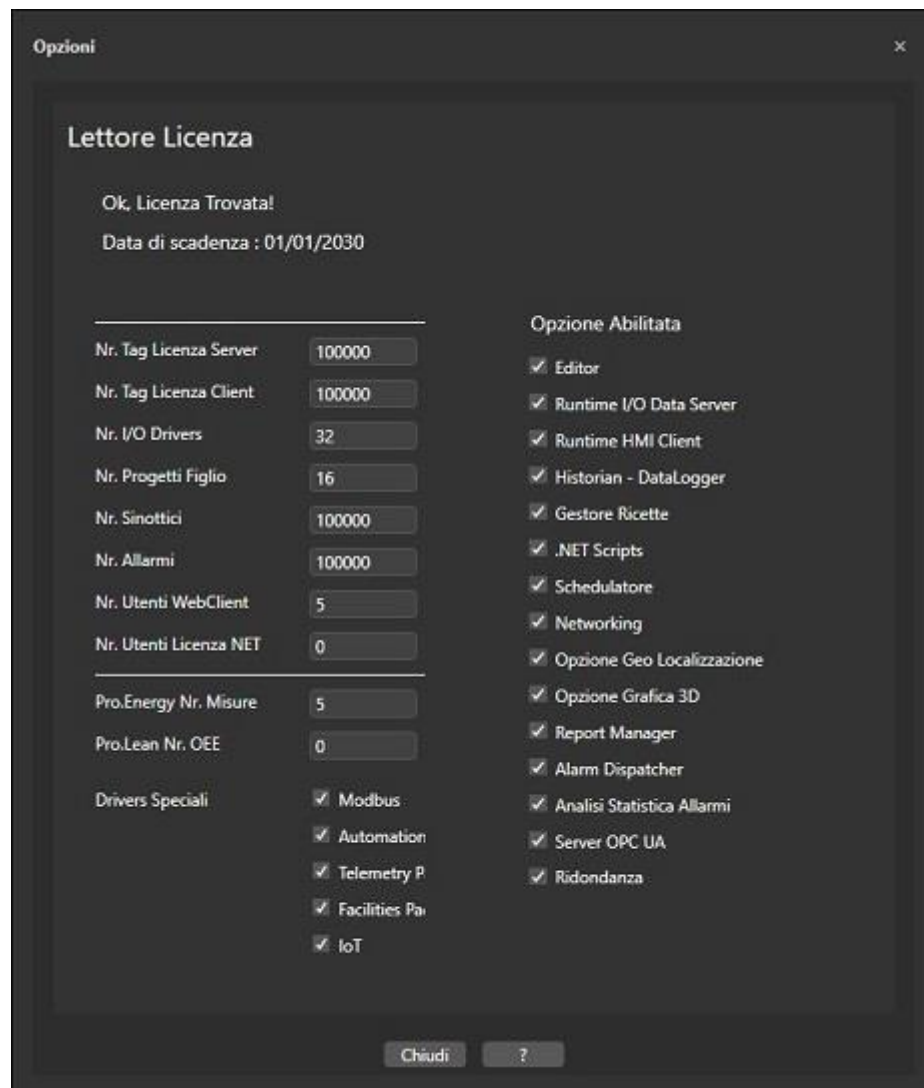 Opzioni
Lettore Licenza
Ok, Licenza Trovata!
Data di scadenza : 01/01/2030
Nr. Tag Licenza Server 100000
Nr. Tag Licenza Client 100000
Nr. I/O Drivers 32
Nr. Progetti Figlio 16
Nr. Sinottici 100000
Nr. Allarmi 100000
Nr. Utenti WebClient 5
Nr. Utenti Licenza NET 0
Pro.Energy Nr. Misure 5
Pro.Lean Nr. OEE 0
Drivers Speciali Modbus
Automation
Telemetry P
Facilities Pa
IoT
Opzione Abilitata
Editor
Runtime I/O Data Server
Runtime HMI Client
Historian - DataLogger
Gestore Ricette
.NET Scripts
Schedulatore
Networking
Opzione Geo Localizzazione
Opzione Grafica 3D
Report Manager
Alarm Dispatcher
Analisi Statistica Allarmi
Server OPC UA
Ridondanza
Chiudi ?